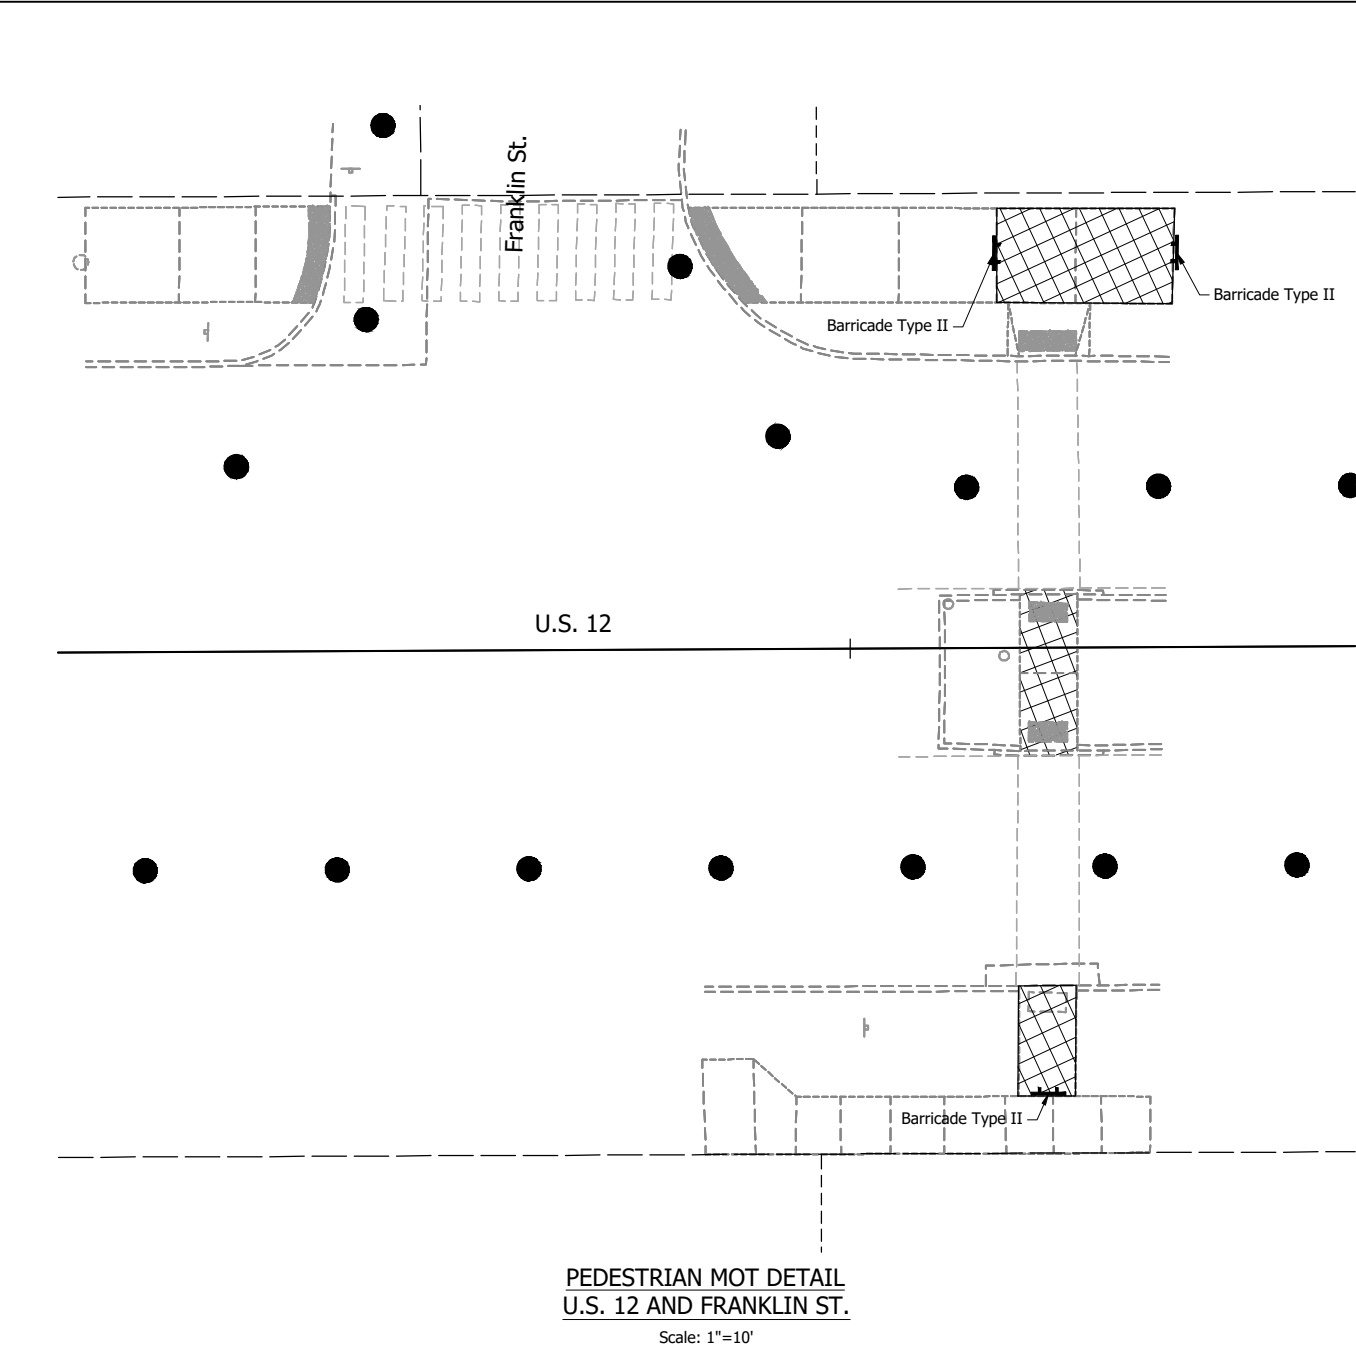 Franklin St.
Barricade Type II
Barricade Type II
U.S. 12
Barricade Type II
PEDESTRIAN MOT DETAIL
U.S. 12 AND FRANKLIN ST.
Scale: 1"=10'